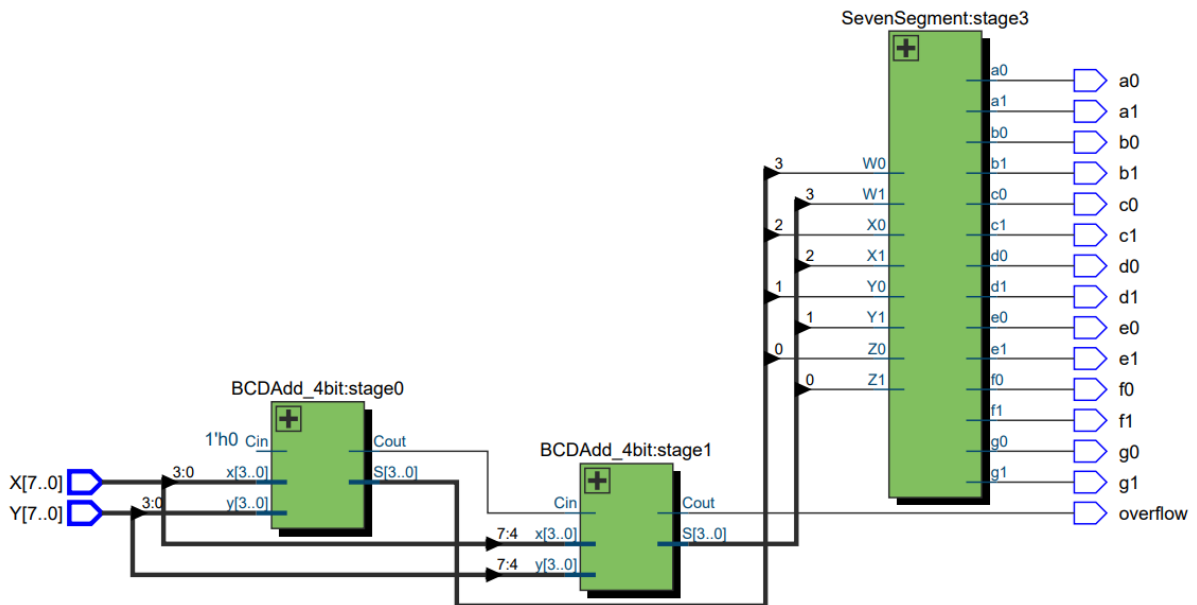 SevenSegment:stage3
a0 a0
a1 a1
b0 b0
3 W0 b1 b1
3 W1 c0 c0
2 X0 c1 c1
2 X1 d0 d0
1 Y0 d1 d1
1 Y1 e0 e0
0 Z0 e1 e1
BCDAdd_4bit:stage0
0 Z1 f0 f0
f1 f1
1'h0 Cin Cout
BCDAdd_4bit:stage1
g0 g0
X[7..0] 3:0 x[3..0] S[3..0]
g1 g1
Y[7..0] 3:0 y[3..0]
Cin Cout
overflow
7:4 x[3..0] S[3..0]
7:4 y[3..0]